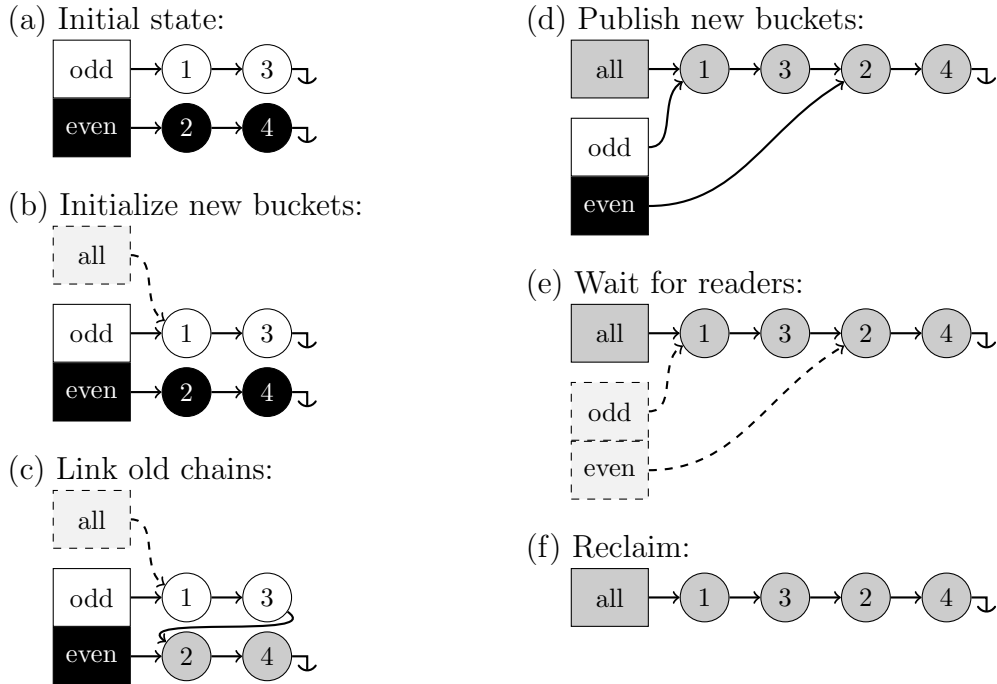 (a) Initial state:
odd 1 3
even 2 4
(b) Initialize new buckets:
all
odd 1 3
even 2 4
(c) Link old chains:
all
odd 1 3
even 2 4
(d) Publish new buckets:
all 1 3 2 4
odd
even
(e) Wait for readers:
all 1 3 2 4
odd
even
(f) Reclaim:
all 1 3 2 4